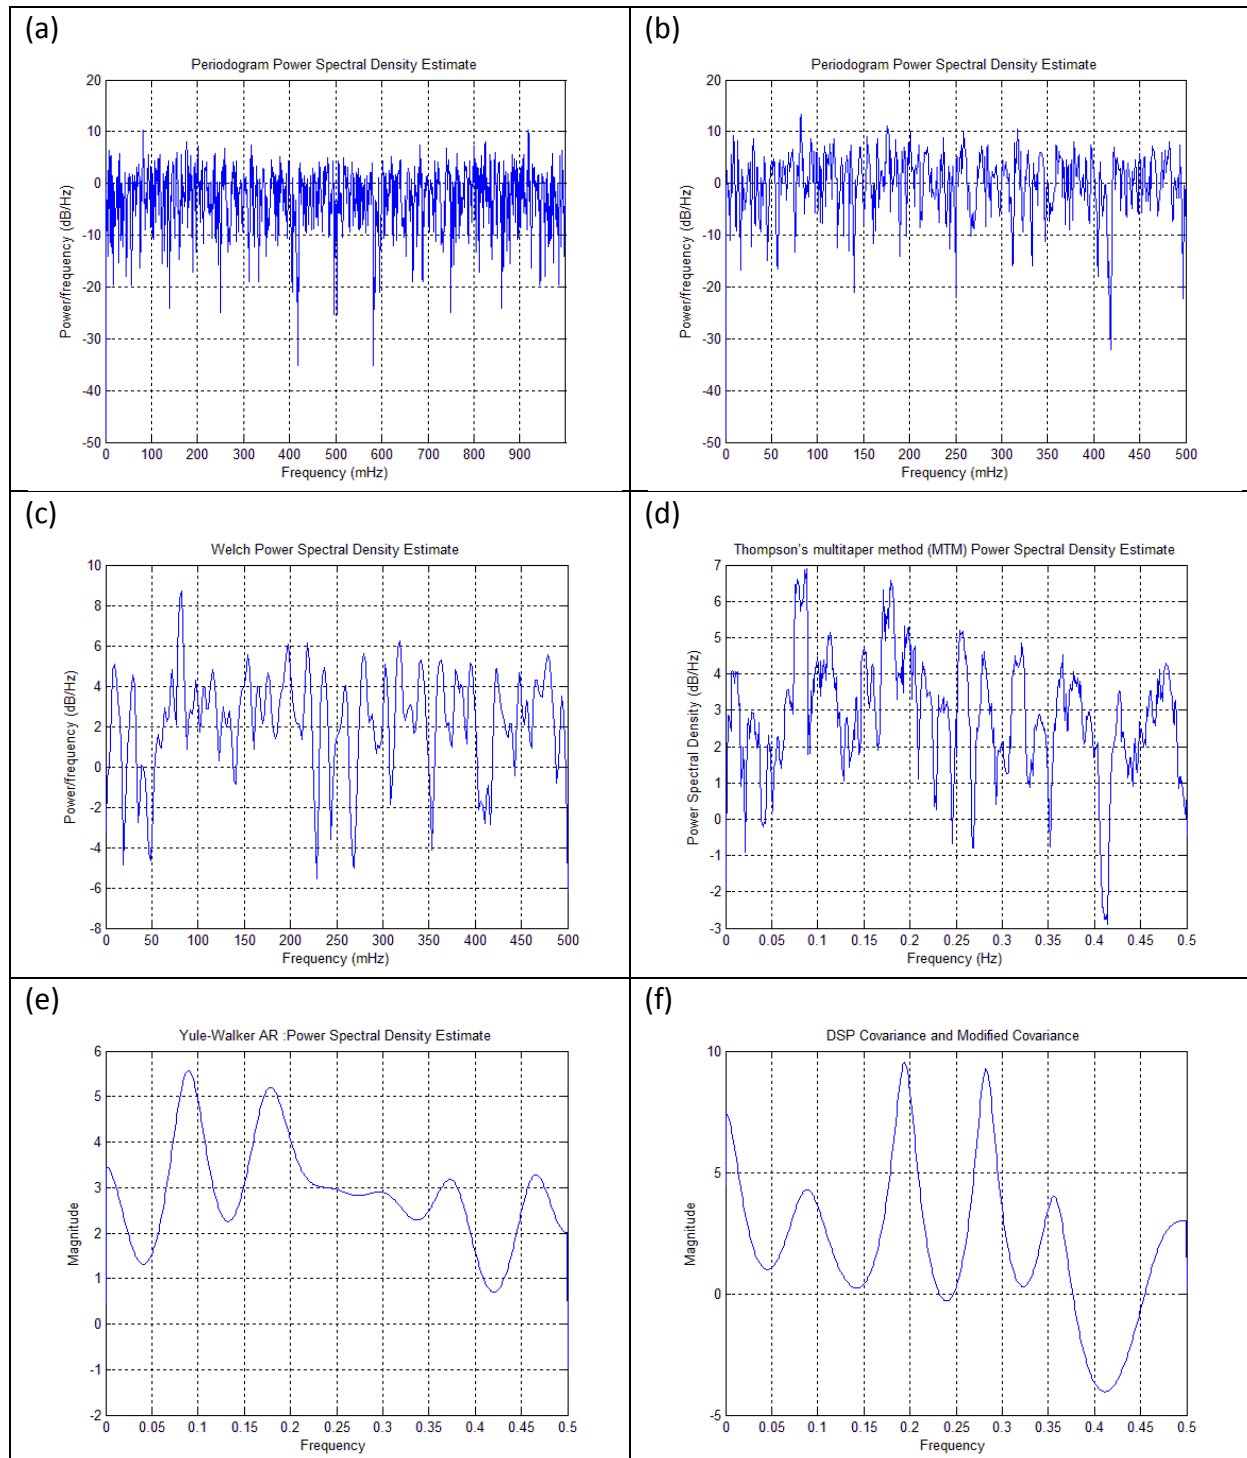 (a)
Periodogram Power Spectral Density Estimate
20
10
0
-10
-20
-30
-40
-50
Power/frequency (dB/Hz)
0 100 200 300 400 500 600 700 800 900
Frequency (mHz)
(b)
Periodogram Power Spectral Density Estimate
20
10
0
-10
-20
-30
-40
-50
Power/frequency (dB/Hz)
0 50 100 150 200 250 300 350 400 450 500
Frequency (mHz)
(c)
Welch Power Spectral Density Estimate
10
8
6
4
2
0
-2
-4
-6
-8
Power/frequency (dB/Hz)
0 50 100 150 200 250 300 350 400 450 500
Frequency (mHz)
(d)
Thompson's multitaper method (MTM) Power Spectral Density Estimate
7
6
5
4
3
2
1
0
-1
-2
-3
Power Spectral Density (dB/Hz)
0 0.05 0.1 0.15 0.2 0.25 0.3 0.35 0.4 0.45 0.5
Frequency (Hz)
(e)
Yule-Walker AR :Power Spectral Density Estimate
6
5
4
3
2
1
0
-1
-2
Magnitude
0 0.05 0.1 0.15 0.2 0.25 0.3 0.35 0.4 0.45 0.5
Frequency
(f)
DSP Covariance and Modified Covariance
10
5
0
-5
Magnitude
0 0.05 0.1 0.15 0.2 0.25 0.3 0.35 0.4 0.45 0.5
Frequency